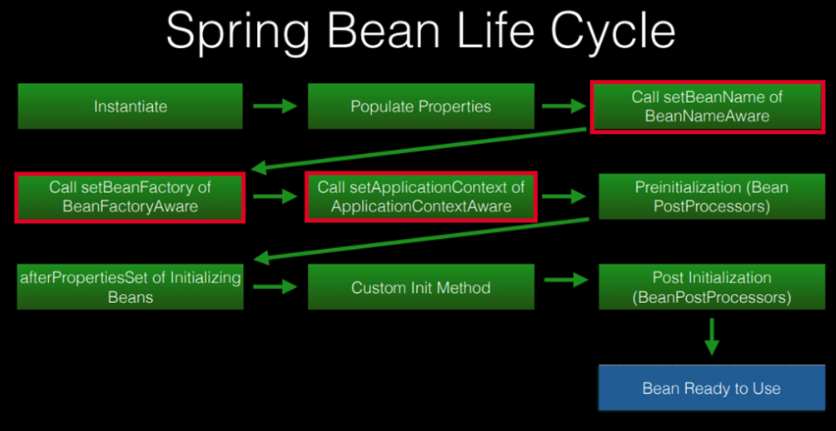 Spring Bean Life Cycle
Instantiate
Populate Properties
Call setBeanName of
BeanNameAware
Call setBeanFactory of
BeanFactoryAware
Call setApplicationContext of
ApplicationContextAware
Preinitialization (Bean
PostProcessors)
afterPropertiesSet of Initializing
Beans
Custom Init Method
Post Initialization
(BeanPostProcessors)
Bean Ready to Use